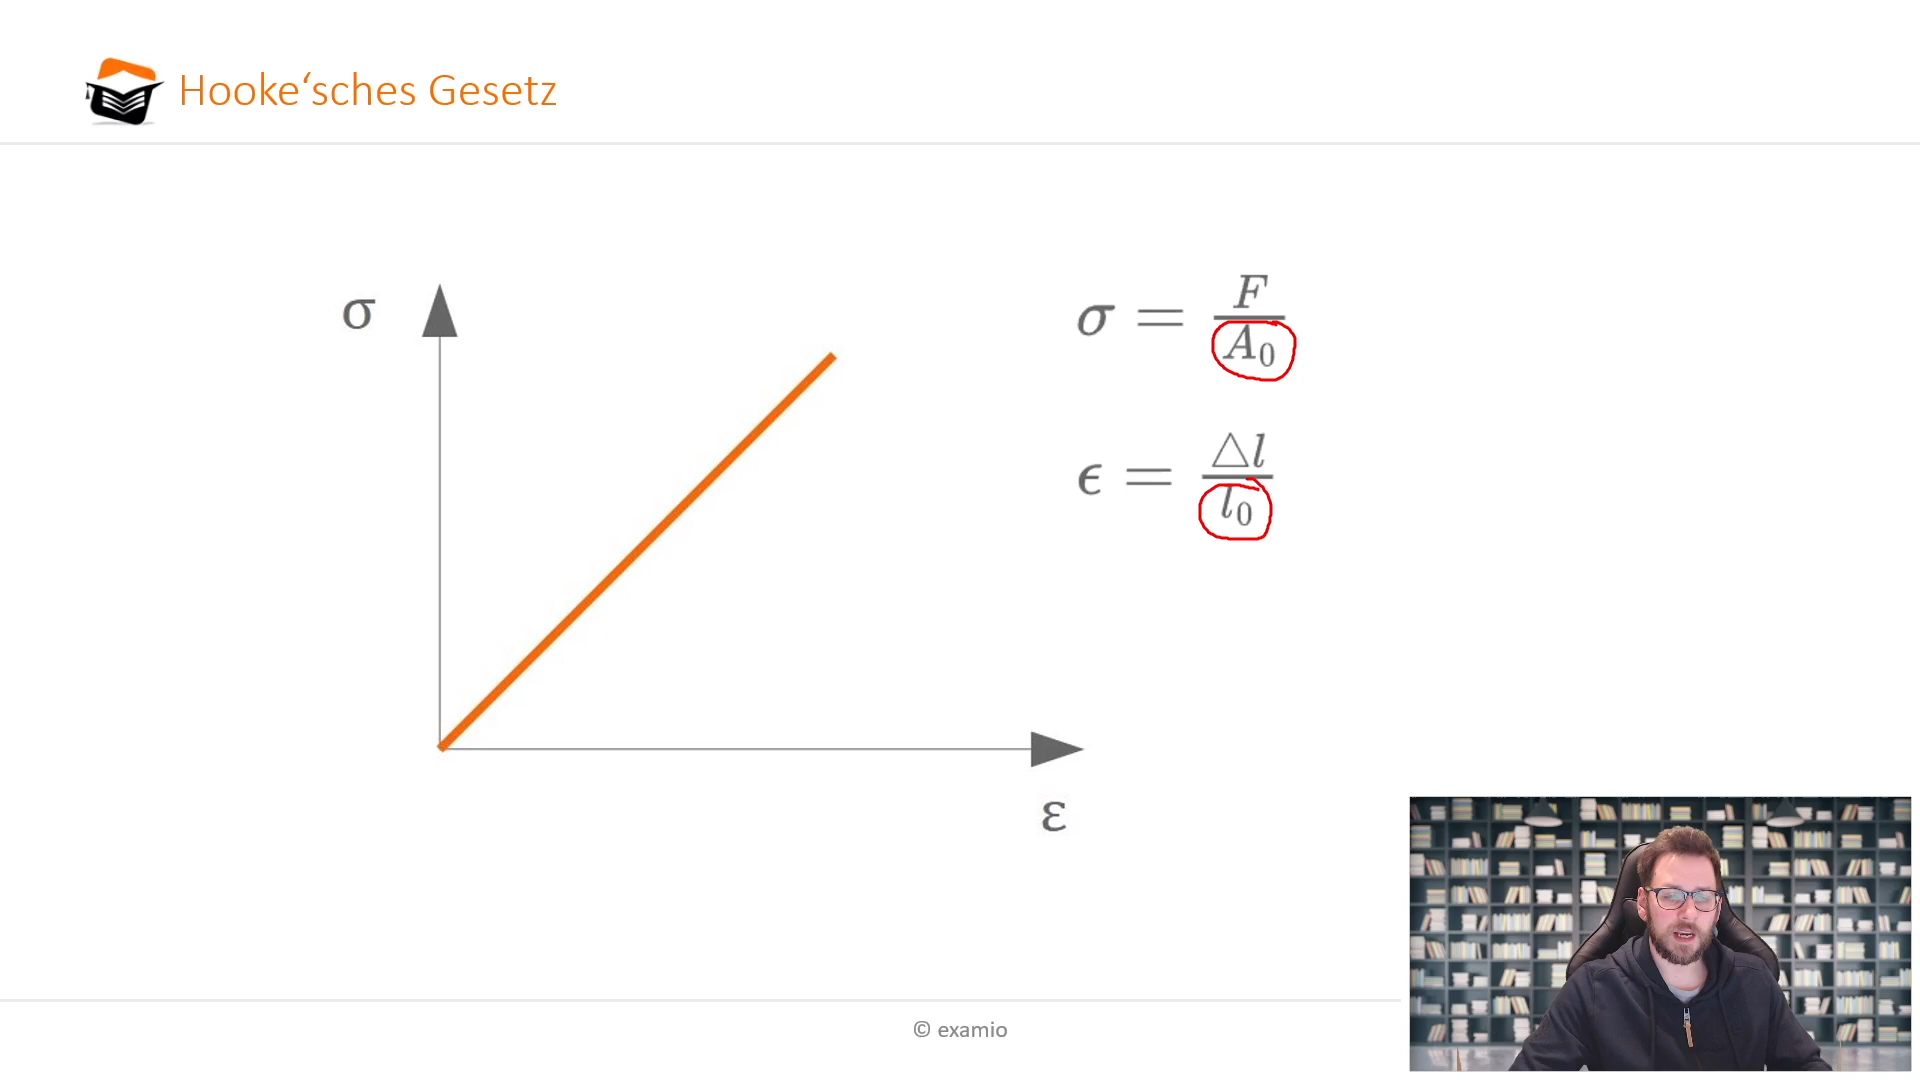 Hooke‘sches Gesetz
σ
σ = F / A₀
ϵ = △l / l₀
ε
© examio